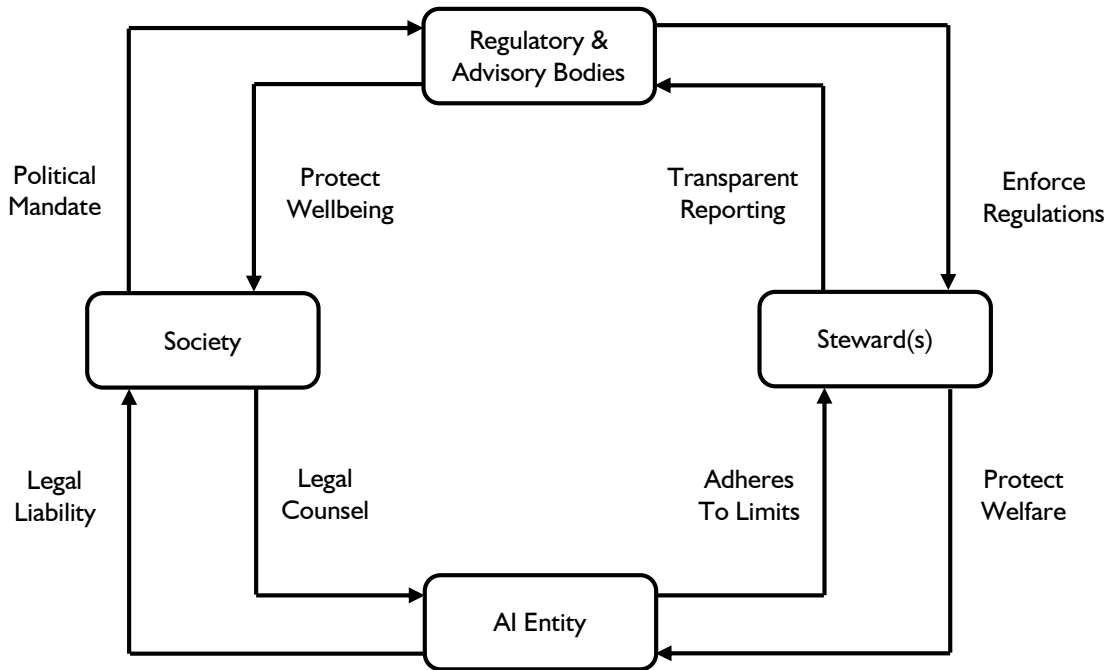 Regulatory &
Advisory Bodies
Political
Mandate
Protect
Wellbeing
Transparent
Reporting
Enforce
Regulations
Society
Steward(s)
Legal
Liability
Legal
Counsel
Adheres
To Limits
Protect
Welfare
AI Entity